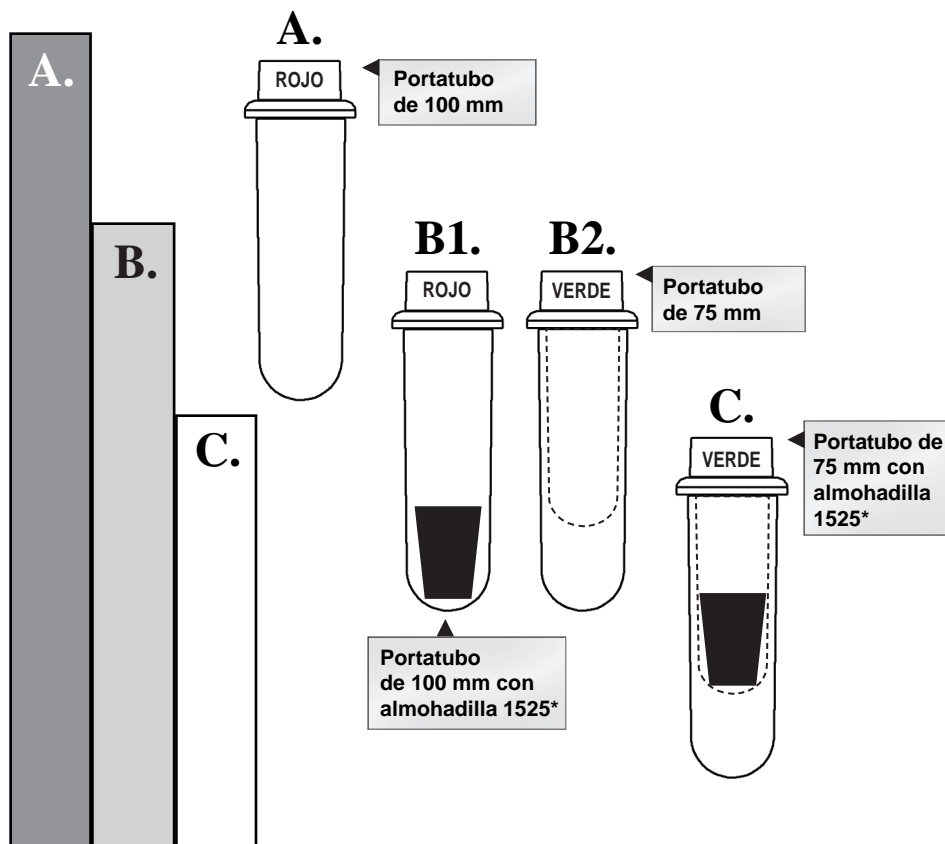 A.
B.
C.
A.
ROJO
Portatubo
de 100 mm
B1.
ROJO
B2.
VERDE
Portatubo
de 75 mm
Portatubo
de 100 mm con
almohadilla 1525*
C.
VERDE
Portatubo de
75 mm con
almohadilla
1525*